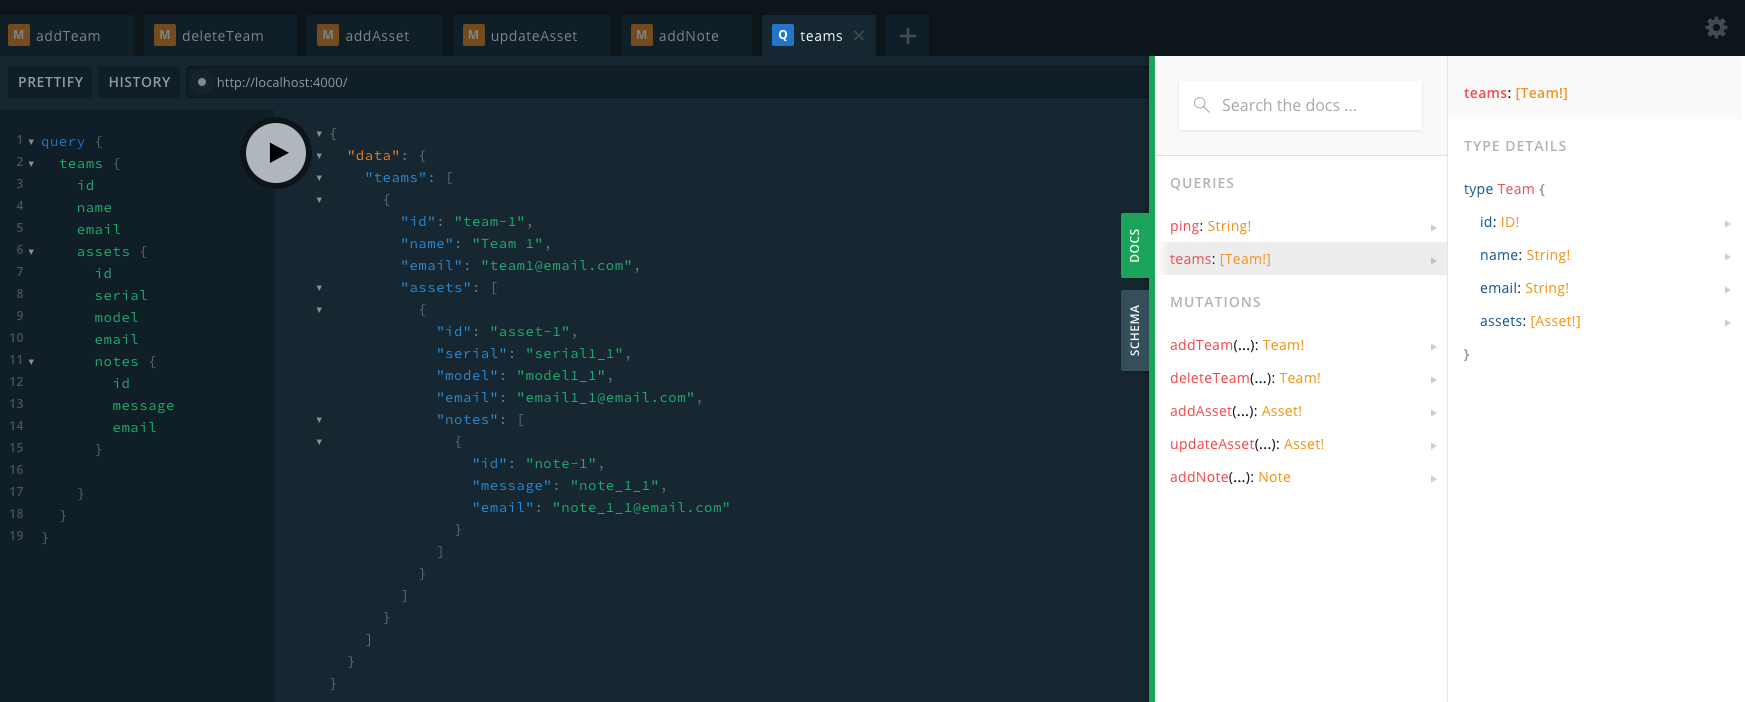 M addTeam
M deleteTeam
M addAsset
M updateAsset
M addNote
Q teams
PRETTIFY
HISTORY
http://localhost:4000/
1 query {
2 teams {
3 id
4 name
5 email
6 assets {
7 id
8 serial
9 model
10 email
11 notes {
12 id
13 message
14 email
15 }
16
17 }
18 }
19 }
{
"data": {
"teams": [
{
"id": "team-1",
"name": "Team 1",
"email": "team1@email.com",
"assets": [
{
"id": "asset-1",
"serial": "serial1_1",
"model": "model1_1",
"email": "email1_1@email.com",
"notes": [
{
"id": "note-1",
"message": "note_1_1",
"email": "note_1_1@email.com"
}
]
}
]
}
]
}
}
DOCS
SCHEMA
Search the docs ...
QUERIES
ping: String!
teams: [Team!]
MUTATIONS
addTeam(...): Team!
deleteTeam(...): Team!
addAsset(...): Asset!
updateAsset(...): Asset!
addNote(...): Note
teams: [Team!]
TYPE DETAILS
type Team {
id: ID!
name: String!
email: String!
assets: [Asset!]
}